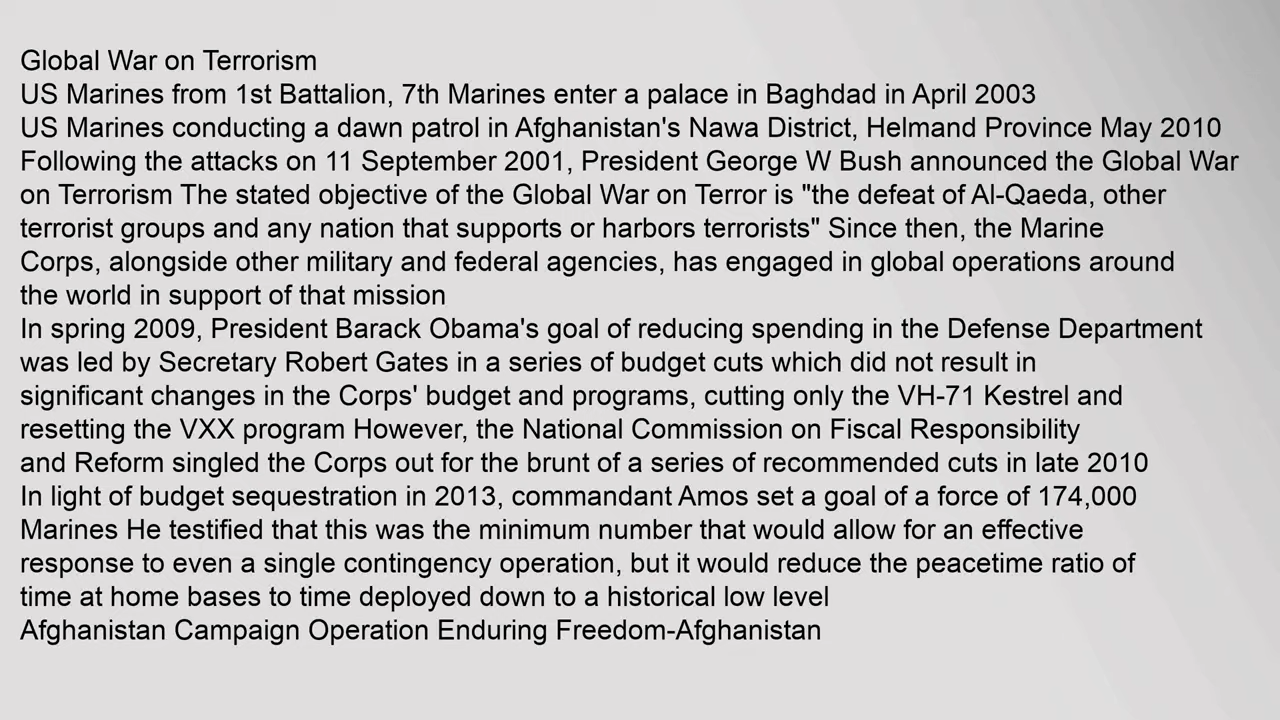 Global War on Terrorism
US Marines from 1st Battalion, 7th Marines enter a palace in Baghdad in April 2003
US Marines conducting a dawn patrol in Afghanistan's Nawa District, Helmand Province May 2010
Following the attacks on 11 September 2001, President George W Bush announced the Global War
on Terrorism The stated objective of the Global War on Terror is "the defeat of Al-Qaeda, other
terrorist groups and any nation that supports or harbors terrorists" Since then, the Marine
Corps, alongside other military and federal agencies, has engaged in global operations around
the world in support of that mission
In spring 2009, President Barack Obama's goal of reducing spending in the Defense Department
was led by Secretary Robert Gates in a series of budget cuts which did not result in
significant changes in the Corps' budget and programs, cutting only the VH-71 Kestrel and
resetting the VXX program However, the National Commission on Fiscal Responsibility
and Reform singled the Corps out for the brunt of a series of recommended cuts in late 2010
In light of budget sequestration in 2013, commandant Amos set a goal of a force of 174,000
Marines He testified that this was the minimum number that would allow for an effective
response to even a single contingency operation, but it would reduce the peacetime ratio of
time at home bases to time deployed down to a historical low level
Afghanistan Campaign Operation Enduring Freedom-Afghanistan